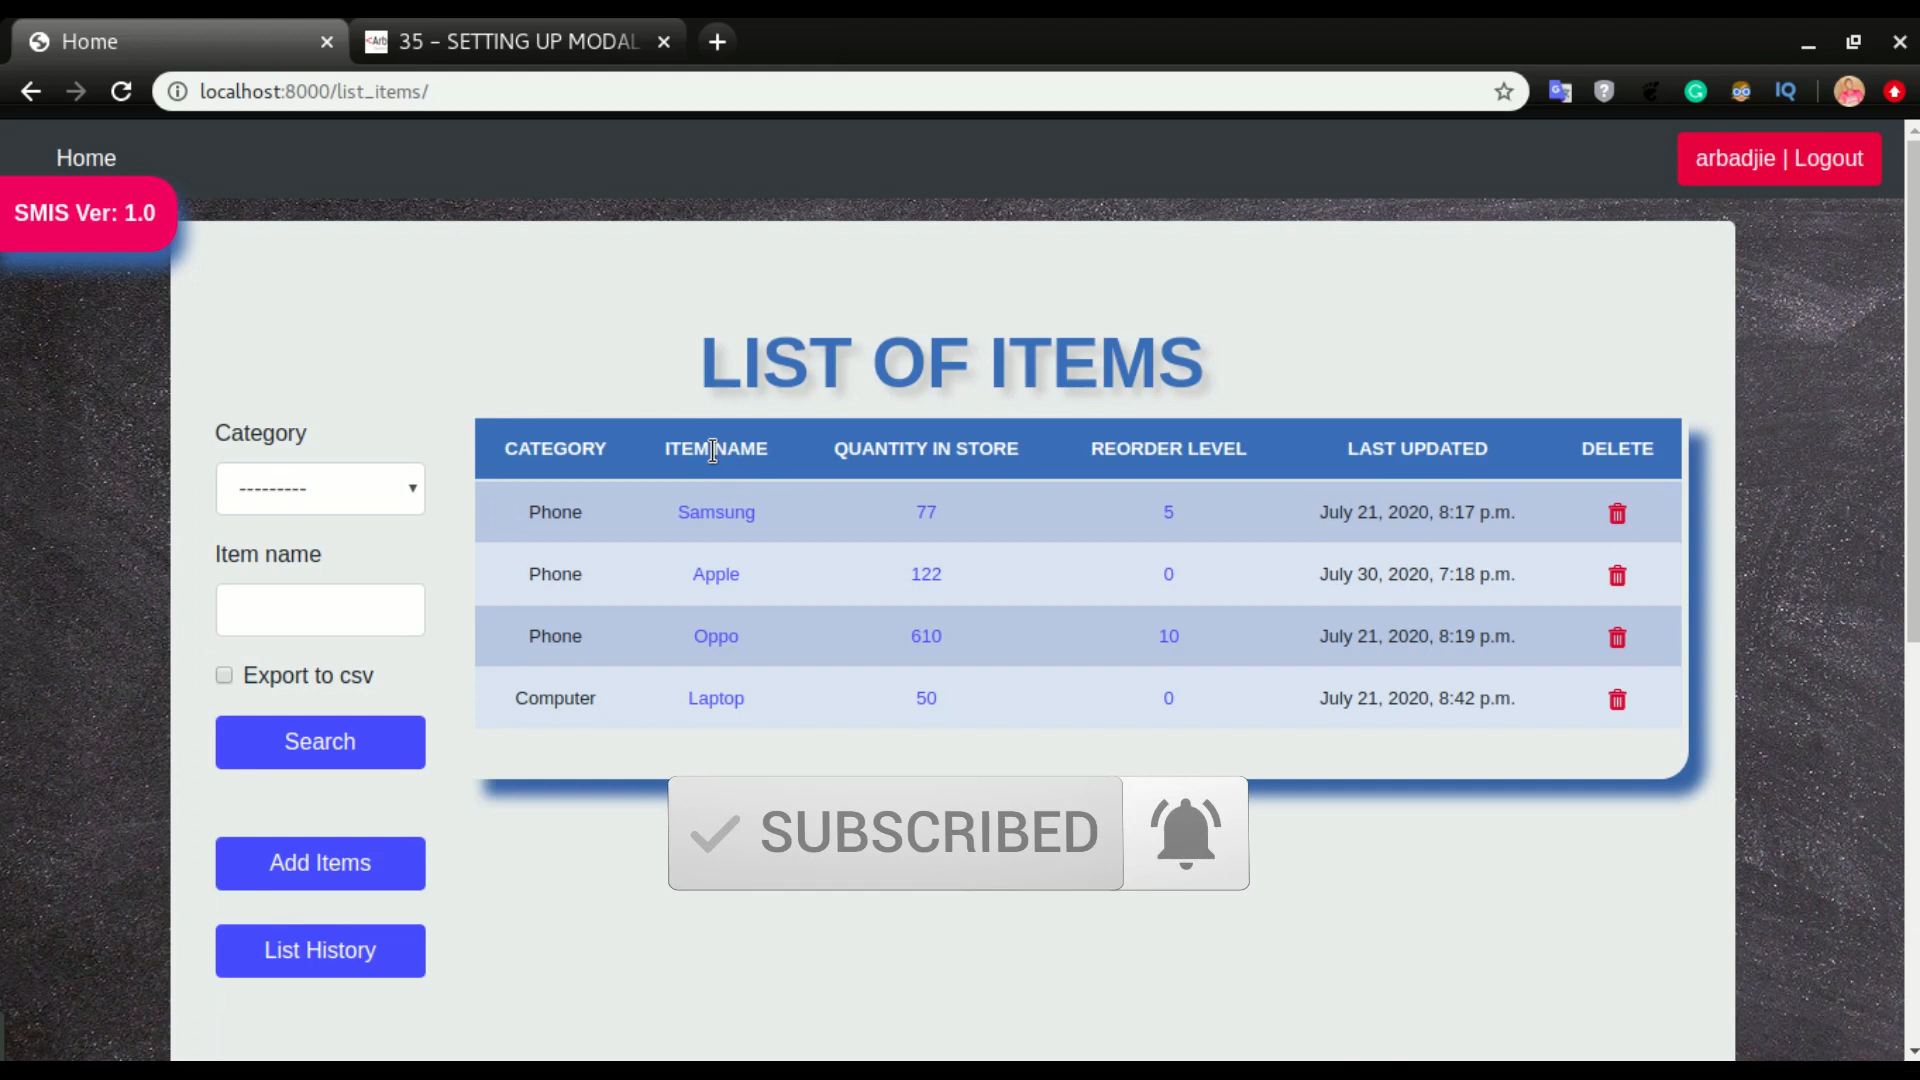 Home
35 – SETTING UP MODAL
localhost:8000/list_items/
IQ
Home
arbadjie | Logout
SMIS Ver: 1.0
LIST OF ITEMS
Category
---------
Item name
Export to csv
Search
Add Items
List History
CATEGORY ITEM NAME QUANTITY IN STORE REORDER LEVEL LAST UPDATED DELETE
Phone Samsung 77 5 July 21, 2020, 8:17 p.m.
Phone Apple 122 0 July 30, 2020, 7:18 p.m.
Phone Oppo 610 10 July 21, 2020, 8:19 p.m.
Computer Laptop 50 0 July 21, 2020, 8:42 p.m.
SUBSCRIBED